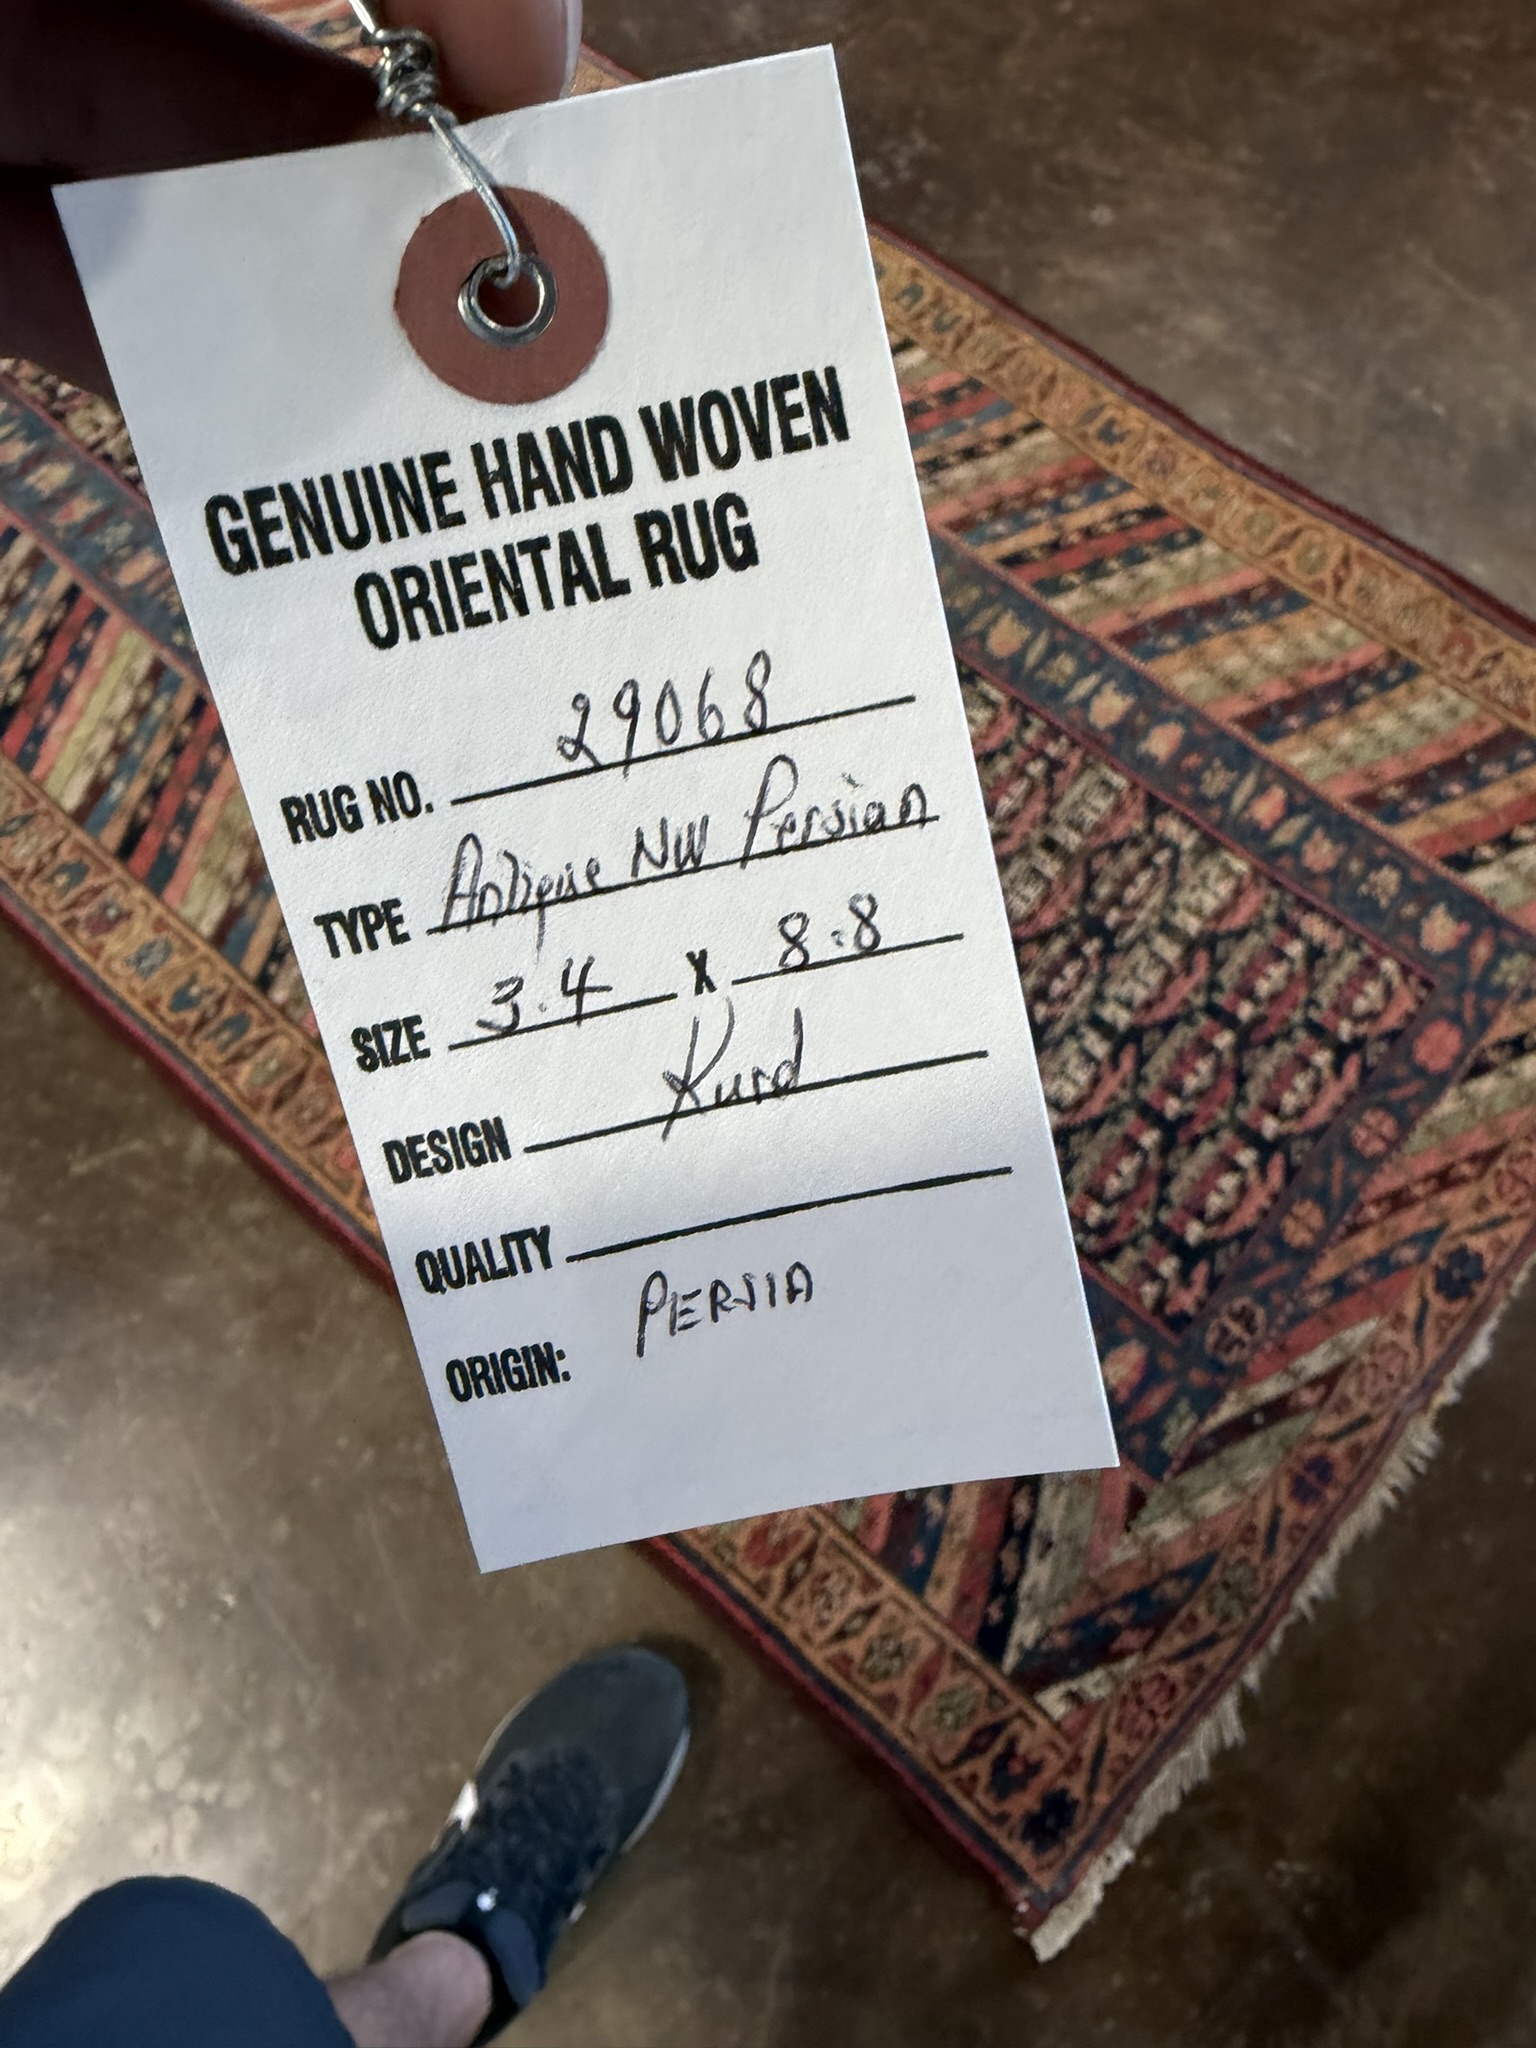 GENUINE HAND WOVEN
ORIENTAL RUG
RUG NO. 29068
TYPE Antique NW Persian
SIZE 3.4 X 8.8
DESIGN Kurd
QUALITY
ORIGIN: PERSIA